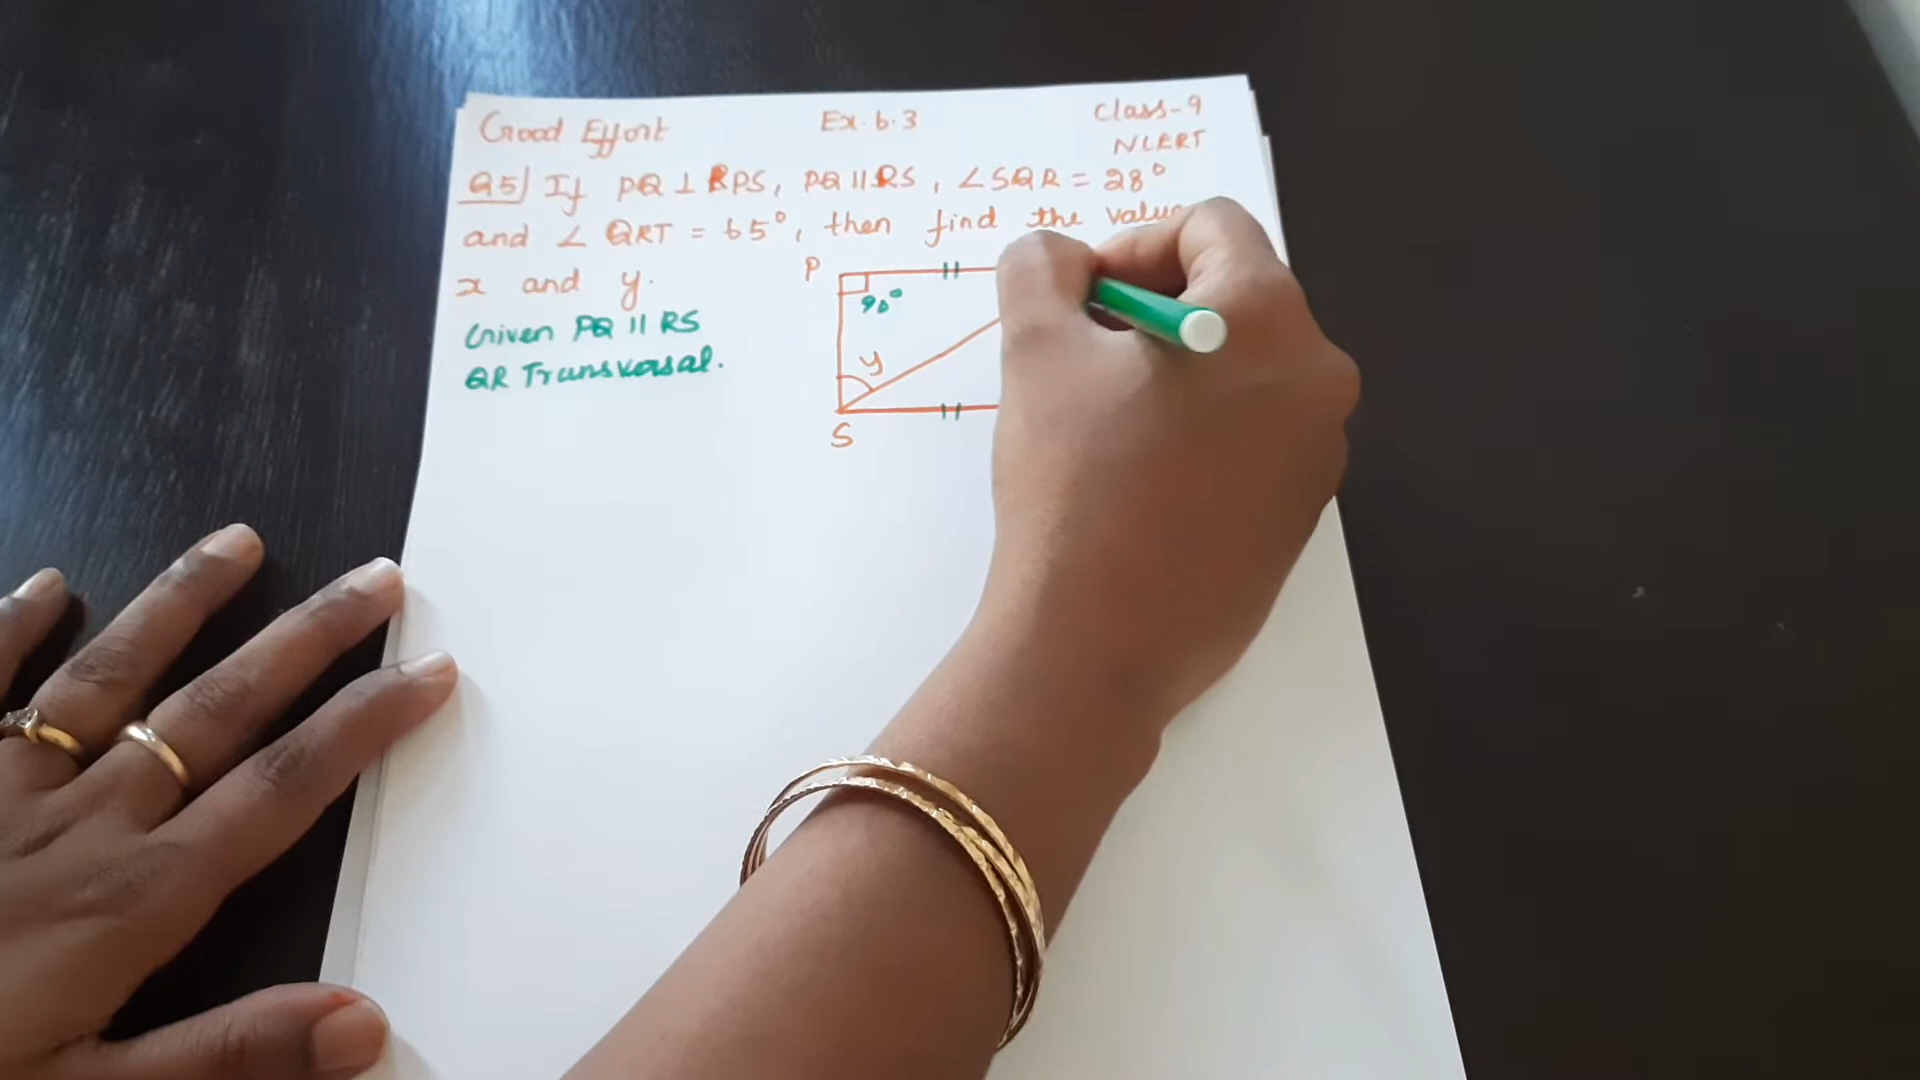 Good Effort Ex. 6.3 Class-9
NCERT
Q5) If PQ ⊥ PS, PQ || RS, ∠SQR = 28°
and ∠ QRT = 65°, then find the value
x and y.
P
90°
Given PQ || RS
QR Transversal.
y
S